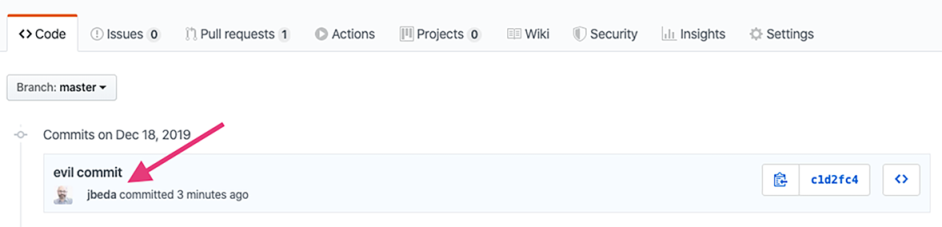 Code Issues 0 Pull requests 1 Actions Projects 0 Wiki Security Insights Settings
Branch: master
Commits on Dec 18, 2019
evil commit
jbeda committed 3 minutes ago
c1d2fc4